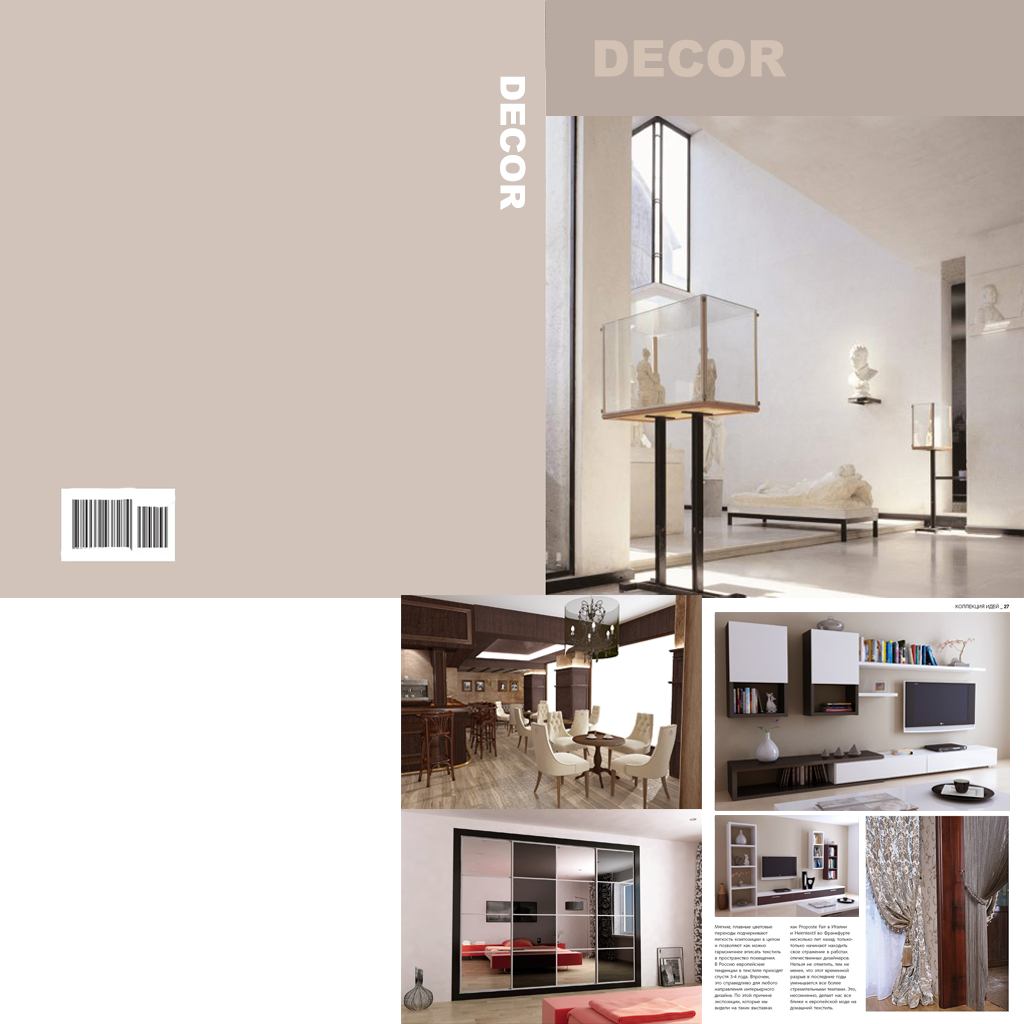 DECOR
DECOR
КОЛЛЕКЦИЯ ИДЕЙ _ 27
Мягкие, плавные цветовые
переходы подчеркивают
легкость композиции в целом
и позволяют как можно
гармоничнее вписать текстиль
в пространство помещения.
В Россию европейские
тенденции в текстиле приходят
спустя 3-4 года. Впрочем,
это справедливо для любого
направления интерьерного
дизайна. По этой причине
экспозиции, которые мы
видели на таких выставках
как Proposte Fair в Италии
и Heimtextil во Франкфурте
несколько лет назад, только-
только начинают находить
свое отражение в работах
отечественных дизайнеров.
Нельзя не отметить, тем не
менее, что этот временной
разрыв в последние годы
уменьшается все более
стремительными темпами. Это,
несомненно, делает нас все
ближе к европейской моде на
домашний текстиль.